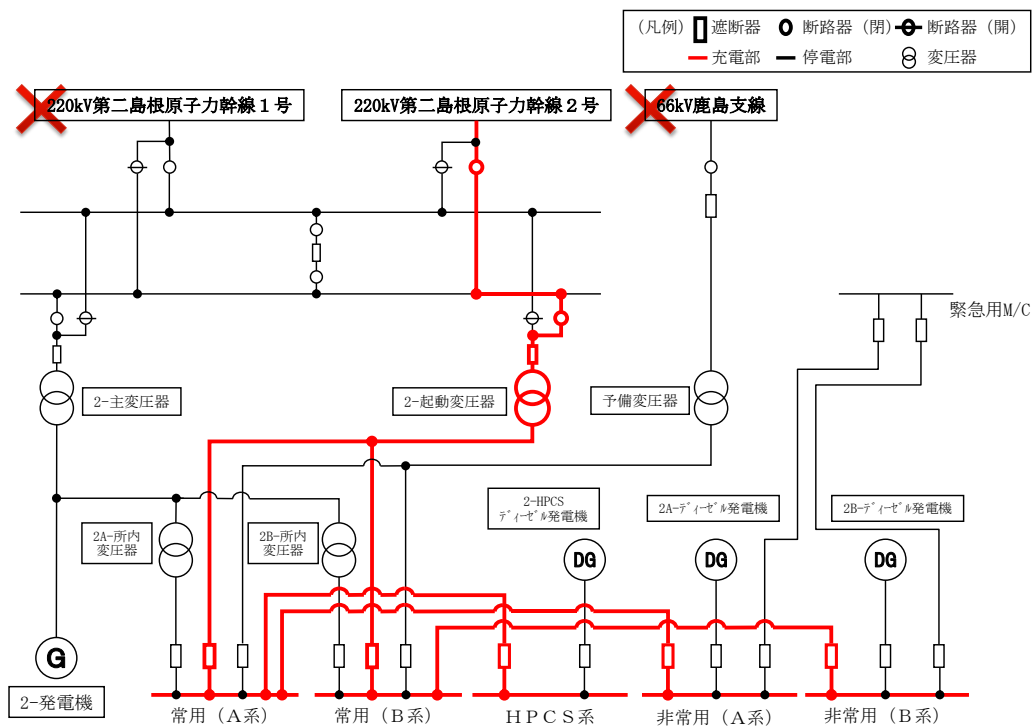 (凡例) 遮断器 断路器(閉) 断路器(開)
充電部 停電部 変圧器
220kV第二島根原子力幹線1号
220kV第二島根原子力幹線2号
66kV鹿島支線
緊急用M/C
2-主変圧器
2-起動変圧器
予備変圧器
2A-所内
変圧器
2B-所内
変圧器
2-HPCS
ディーゼル発電機
2A-ディーゼル発電機
2B-ディーゼル発電機
DG
DG
DG
G
2-発電機
常用(A系)
常用(B系)
HPCS系
非常用(A系)
非常用(B系)